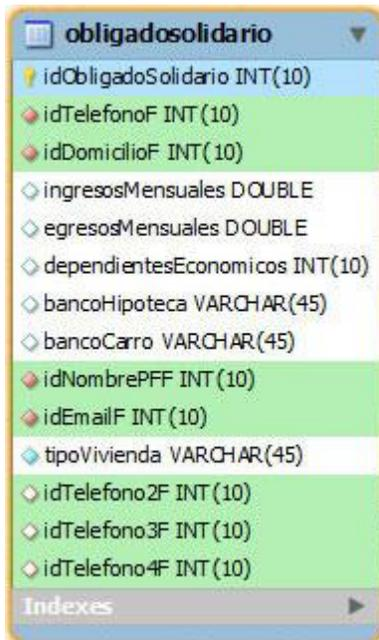 obligadosolidario
idObligadoSolidario INT(10)
idTelefonoF INT(10)
idDomicilioF INT(10)
ingresosMensuales DOUBLE
egresosMensuales DOUBLE
dependientesEconomicos INT(10)
bancoHipoteca VARCHAR(45)
bancoCarro VARCHAR(45)
idNombrePFF INT(10)
idEmailF INT(10)
tipoVivienda VARCHAR(45)
idTelefono2F INT(10)
idTelefono3F INT(10)
idTelefono4F INT(10)
Indexes